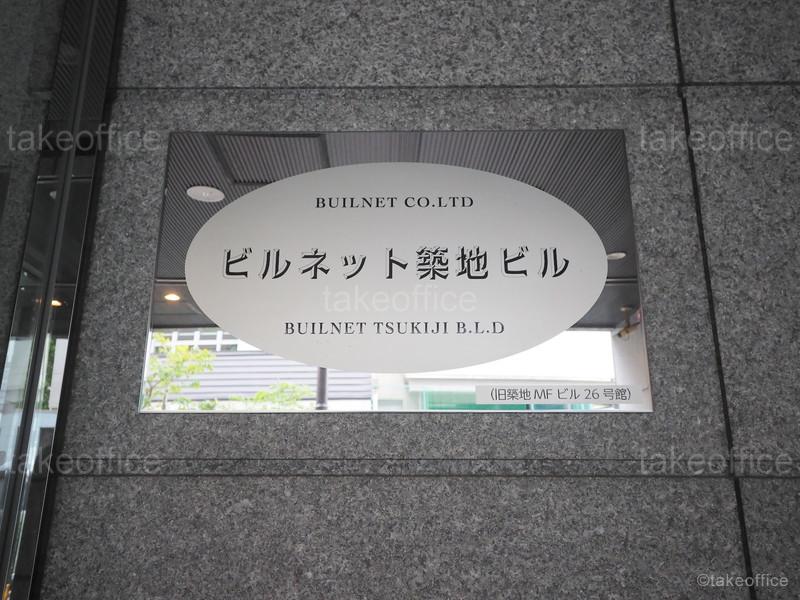 takeoffice
takeoffice
BUILNET CO.LTD
ビルネット築地ビル
takeoffice
BUILNET TSUKIJI B.L.D
(旧築地 MF ビル 26 号館)
takeoffice
takeoffice
©takeoffice